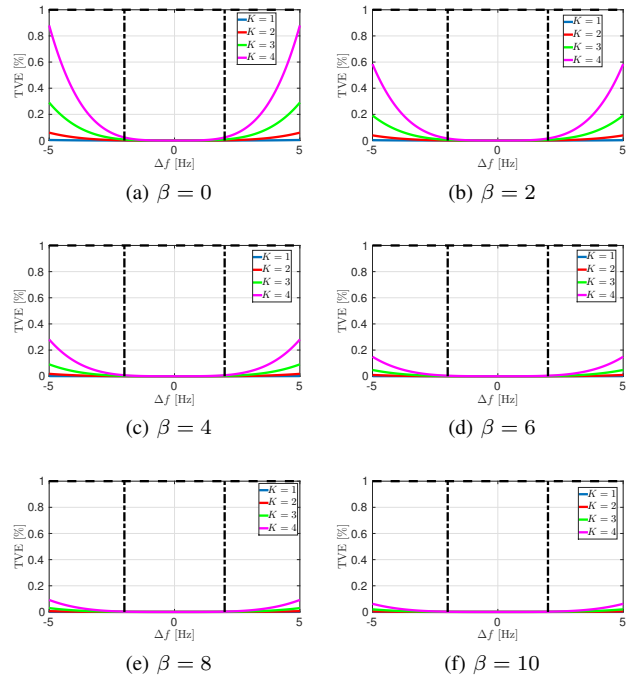 TVE [%]
1
0.8
0.6
0.4
0.2
0
-5
0
5
Δf [Hz]
K = 1
K = 2
K = 3
K = 4
(a) β = 0
TVE [%]
1
0.8
0.6
0.4
0.2
0
-5
0
5
Δf [Hz]
K = 1
K = 2
K = 3
K = 4
(b) β = 2
TVE [%]
1
0.8
0.6
0.4
0.2
0
-5
0
5
Δf [Hz]
K = 1
K = 2
K = 3
K = 4
(c) β = 4
TVE [%]
1
0.8
0.6
0.4
0.2
0
-5
0
5
Δf [Hz]
K = 1
K = 2
K = 3
K = 4
(d) β = 6
TVE [%]
1
0.8
0.6
0.4
0.2
0
-5
0
5
Δf [Hz]
K = 1
K = 2
K = 3
K = 4
(e) β = 8
TVE [%]
1
0.8
0.6
0.4
0.2
0
-5
0
5
Δf [Hz]
K = 1
K = 2
K = 3
K = 4
(f) β = 10